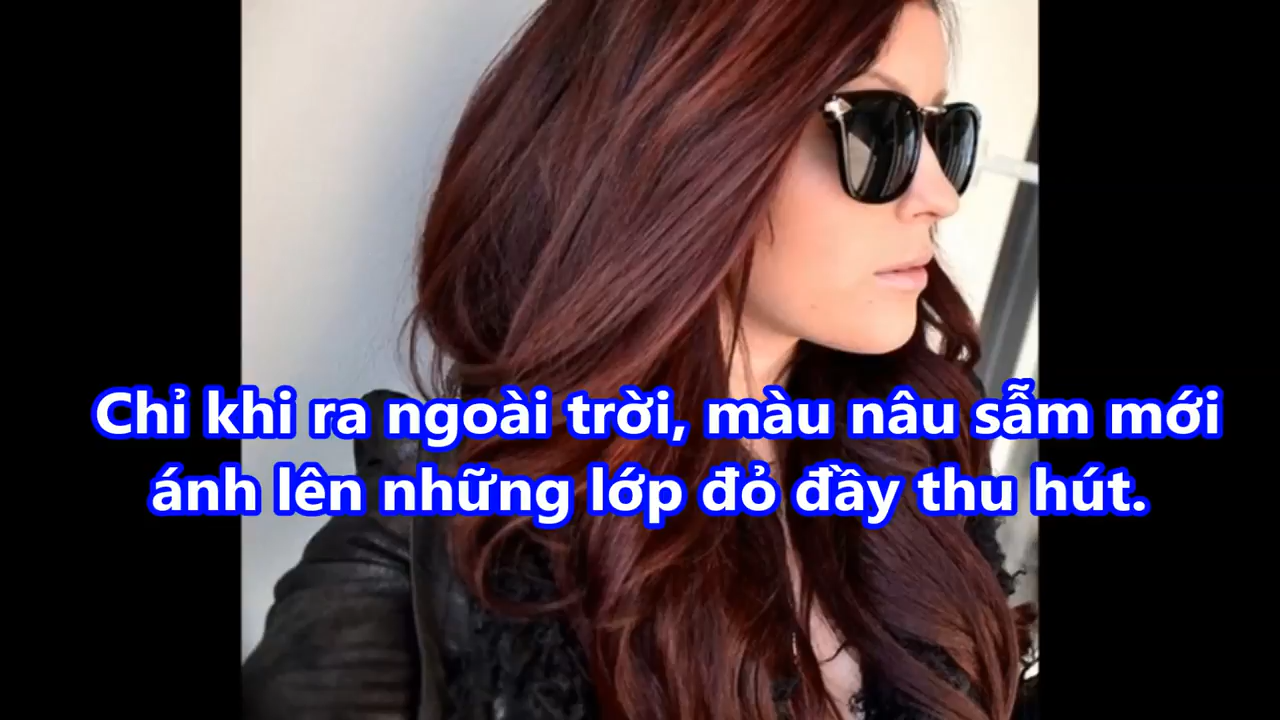 Chỉ khi ra ngoài trời, màu nâu sẫm mới
ánh lên những lớp đỏ đầy thu hút.